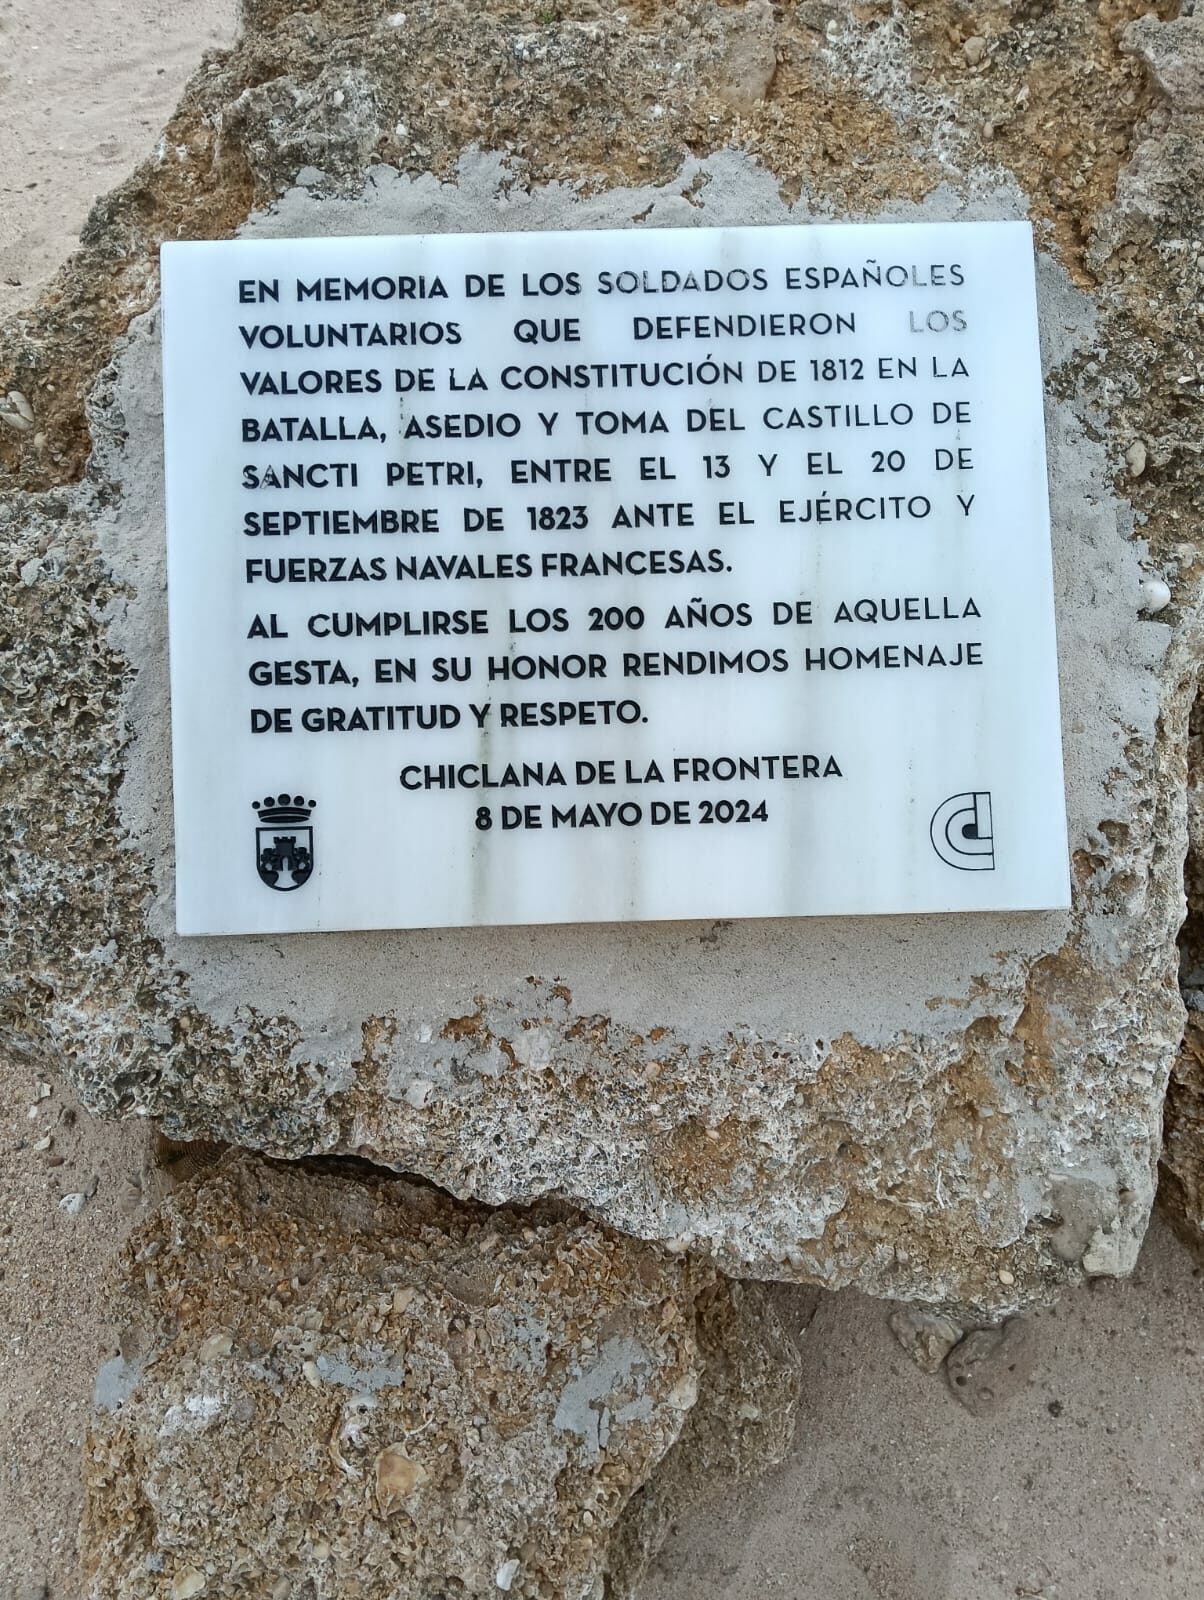 EN MEMORIA DE LOS SOLDADOS ESPAÑOLES
VOLUNTARIOS QUE DEFENDIERON LOS
VALORES DE LA CONSTITUCIÓN DE 1812 EN LA
BATALLA, ASEDIO Y TOMA DEL CASTILLO DE
SANCTI PETRI, ENTRE EL 13 Y EL 20 DE
SEPTIEMBRE DE 1823 ANTE EL EJÉRCITO Y
FUERZAS NAVALES FRANCESAS.
AL CUMPLIRSE LOS 200 AÑOS DE AQUELLA
GESTA, EN SU HONOR RENDIMOS HOMENAJE
DE GRATITUD Y RESPETO.
CHICLANA DE LA FRONTERA
8 DE MAYO DE 2024